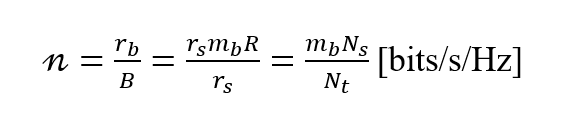 n = r_b/B = r_s m_b R/r_s = m_b N_s/N_t [bits/s/Hz]